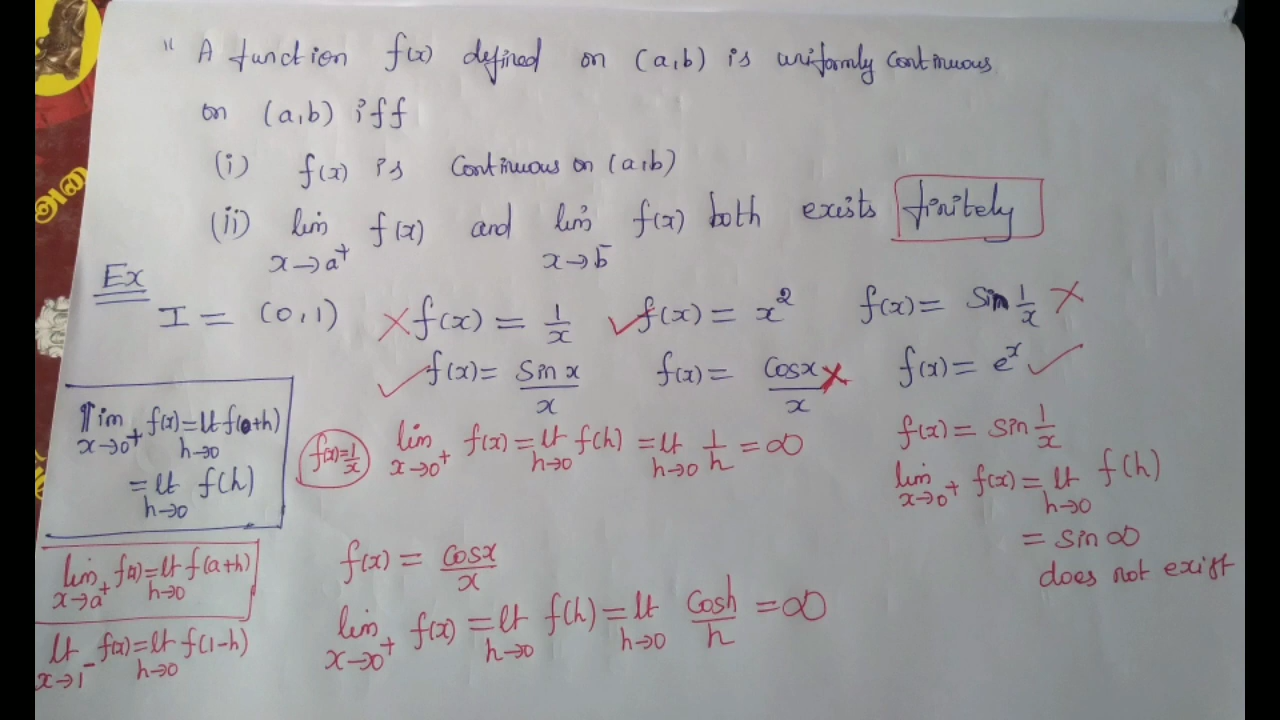 " A function f(x) defined on (a,b) is uniformly continuous
on (a,b) iff
(i) f(x) is continuous on (a,b)
(ii) lim x→a⁺ f(x) and lim x→b⁻ f(x) both exists finitely
Ex
I = (0,1) ✗ f(x) = 1/x ✓ f(x) = x² f(x) = sin 1/x ✗
✓ f(x) = sin x/x f(x) = cosx/x ✗ f(x) = eˣ ✓
lim x→0⁺ f(x) = lt h→0 f(0+h)
= lt h→0 f(h)
f(x)=1/x lim x→0⁺ f(x) = lt h→0 f(h) = lt h→0 1/h = ∞
f(x) = sin 1/x
lim x→0⁺ f(x) = lt h→0 f(h)
= sin ∞
does not exist
lim x→a⁺ f(x) = lt h→0 f(a+h)
lt x→1⁻ f(x) = lt h→0 f(1-h)
f(x) = cosx/x
lim x→0⁺ f(x) = lt h→0 f(h) = lt h→0 cosh/h = ∞